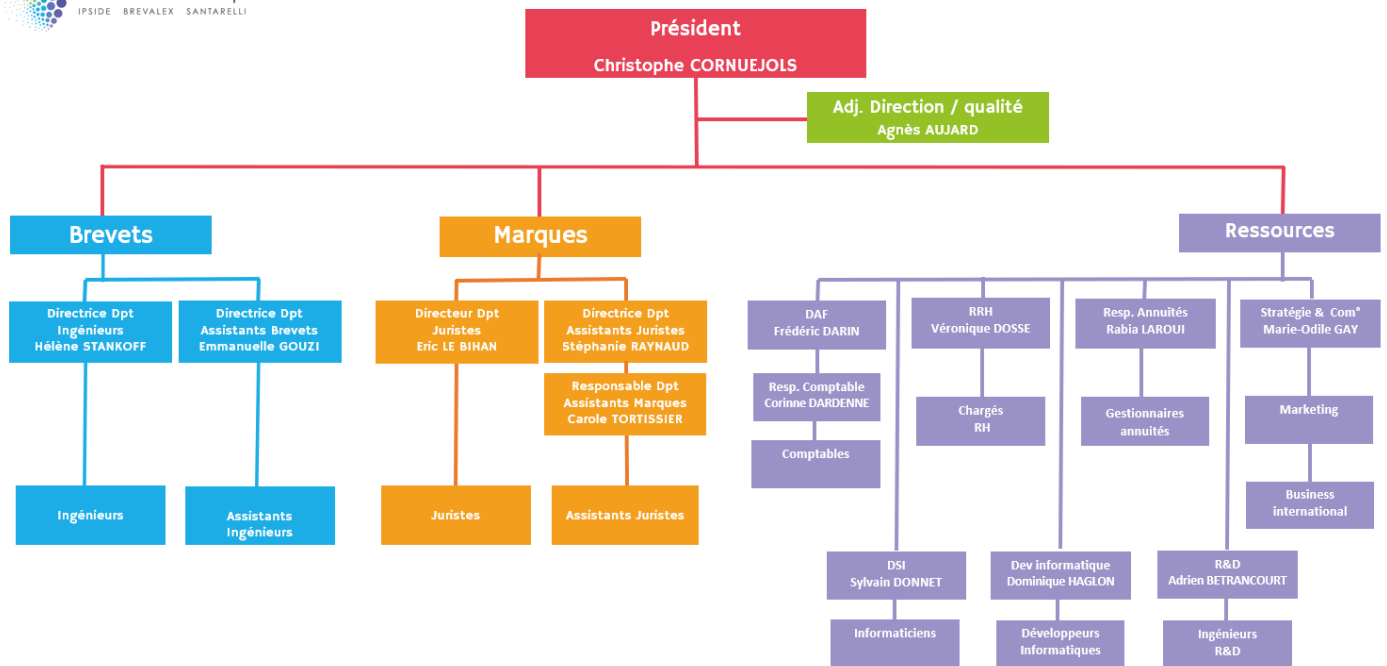 IPSIDE BREVALEX SANTARELLI
Président
Christophe CORNUEJOLS
Adj. Direction / qualité
Agnès AUJARD
Brevets
Marques
Ressources
Directrice Dpt
Ingénieurs
Hélène STANKOFF
Directrice Dpt
Assistants Brevets
Emmanuelle GOUZI
Directeur Dpt
Juristes
Eric LE BIHAN
Directrice Dpt
Assistants Juristes
Stéphanie RAYNAUD
DAF
Frédéric DARIN
RRH
Véronique DOSSE
Resp. Annuités
Rabia LAROUI
Stratégie & Com°
Marie-Odile GAY
Responsable Dpt
Assistants Marques
Carole TORTISSIER
Resp. Comptable
Corinne DARDENNE
Chargés
RH
Gestionnaires
annuités
Marketing
Comptables
Ingénieurs
Assistants
Ingénieurs
Juristes
Assistants Juristes
Business
international
DSI
Sylvain DONNET
Dev informatique
Dominique HAGLON
R&D
Adrien BETRANCOURT
Informaticiens
Développeurs
Informatiques
Ingénieurs
R&D